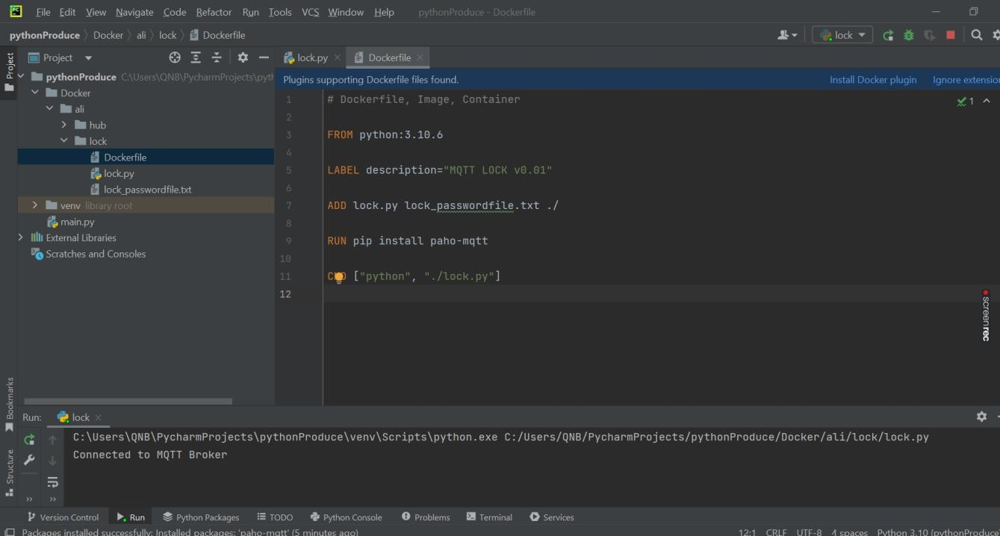 PC File Edit View Navigate Code Refactor Run Tools VCS Window Help pythonProduce - Dockerfile
pythonProduce Docker ali lock Dockerfile lock
Project lock.py Dockerfile
Project
pythonProduce C:\Users\QNB\PycharmProjects\pyth
Plugins supporting Dockerfile files found. Install Docker plugin Ignore extensio
Docker
ali
hub
lock
Dockerfile
lock.py
lock_passwordfile.txt
venv library root
main.py
External Libraries
Scratches and Consoles
1 # Dockerfile, Image, Container 1
2
3 FROM python:3.10.6
4
5 LABEL description="MQTT LOCK v0.01"
6
7 ADD lock.py lock_passwordfile.txt ./
8
9 RUN pip install paho-mqtt
10
11 CMD ["python", "./lock.py"]
12
screenrec
Bookmarks
Structure
Run: lock
C:\Users\QNB\PycharmProjects\pythonProduce\venv\Scripts\python.exe C:/Users/QNB/PycharmProjects/pythonProduce/Docker/ali/lock/lock.py
Connected to MQTT Broker
Version Control Run Python Packages TODO Python Console Problems Terminal Services
Packages installed successfully: Installed packages: 'paho-mqtt' (5 minutes ago) 12:1 CRLF UTF-8 4 spaces Python 3.10 (pythonProduce